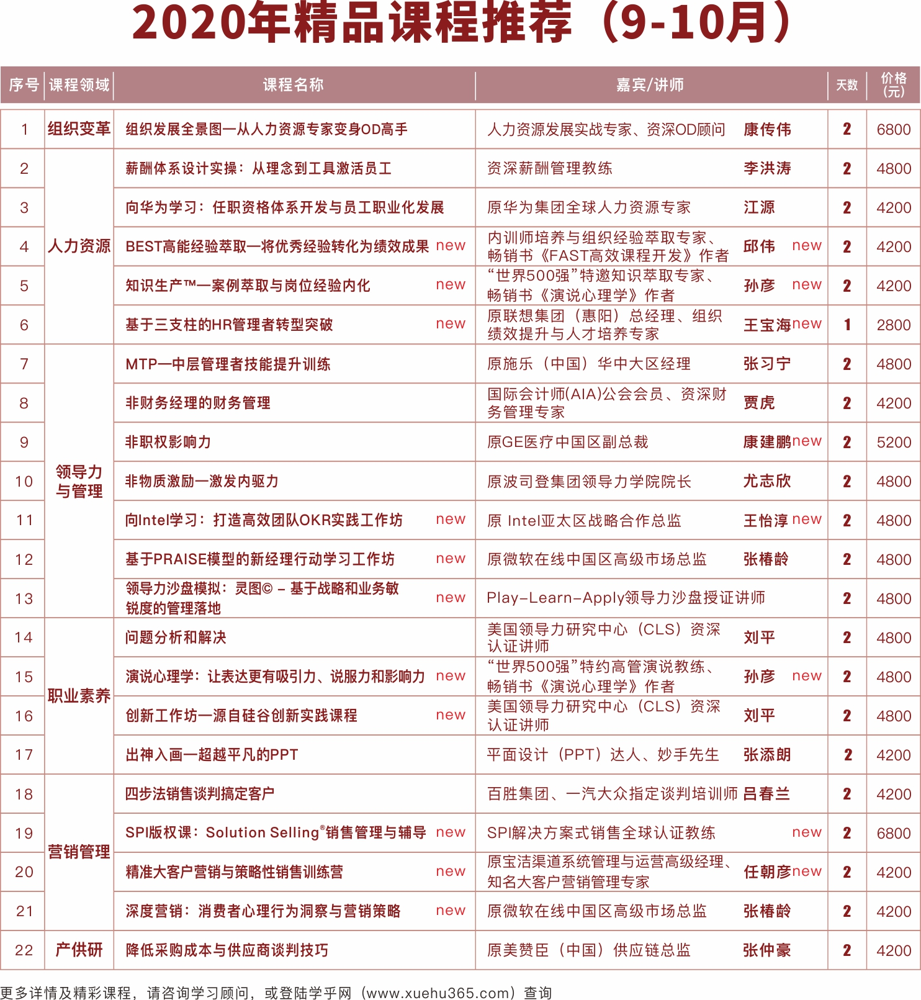 2020年精品课程推荐（9-10月）
序号 课程领域 课程名称 嘉宾/讲师 天数 价格(元)
1 组织变革 组织发展全景图—从人力资源专家变身OD高手 人力资源发展实战专家、资深OD顾问 康传伟 2 6800
2 薪酬体系设计实操：从理念到工具激活员工 资深薪酬管理教练 李洪涛 2 4800
3 向华为学习：任职资格体系开发与员工职业化发展 原华为集团全球人力资源专家 江源 2 4200
人力资源
4 BEST高能经验萃取—将优秀经验转化为绩效成果 new 内训师培养与组织经验萃取专家、
畅销书《FAST高效课程开发》作者 邱伟 new 2 4200
5 知识生产™—案例萃取与岗位经验内化 new “世界500强”特邀知识萃取专家、
畅销书《演说心理学》作者 孙彦 new 2 4200
6 基于三支柱的HR管理者转型突破 new 原联想集团（惠阳）总经理、组织
绩效提升与人才培养专家 王宝海new 1 2800
7 MTP—中层管理者技能提升训练 原施乐（中国）华中大区经理 张习宁 2 4800
8 非财务经理的财务管理 国际会计师(AIA)公会会员、资深财
务管理专家 贾虎 2 4200
9 非职权影响力 原GE医疗中国区副总裁 康建鹏new 2 5200
领导力
与管理
10 非物质激励—激发内驱力 原波司登集团领导力学院院长 尤志欣 2 4800
11 向Intel学习：打造高效团队OKR实践工作坊 new 原 Intel亚太区战略合作总监 王怡淳 new 2 4800
12 基于PRAISE模型的新经理行动学习工作坊 new 原微软在线中国区高级市场总监 张椿龄 2 4800
13 领导力沙盘模拟：灵图© – 基于战略和业务敏
锐度的管理落地 new Play–Learn–Apply领导力沙盘授证讲师 2 4800
14 问题分析和解决 美国领导力研究中心（CLS）资深
认证讲师 刘平 2 4800
15 演说心理学：让表达更有吸引力、说服力和影响力 new “世界500强”特约高管演说教练、
畅销书《演说心理学》作者 孙彦 new 2 4800
职业素养
16 创新工作坊—源自硅谷创新实践课程 new 美国领导力研究中心（CLS）资深
认证讲师 刘平 2 4800
17 出神入画—超越平凡的PPT 平面设计（PPT）达人、妙手先生 张添朗 2 4200
18 四步法销售谈判搞定客户 百胜集团、一汽大众指定谈判培训师 吕春兰 2 4200
19 SPI版权课：Solution Selling®销售管理与辅导 new SPI解决方案式销售全球认证教练 new 2 6800
营销管理
20 精准大客户营销与策略性销售训练营 new 原宝洁渠道系统管理与运营高级经理、
知名大客户营销管理专家 任朝彦new 2 4200
21 深度营销：消费者心理行为洞察与营销策略 new 原微软在线中国区高级市场总监 张椿龄 2 4200
22 产供研 降低采购成本与供应商谈判技巧 原美赞臣（中国）供应链总监 张仲豪 2 4200
更多详情及精彩课程，请咨询学习顾问，或登陆学乎网（www.xuehu365.com）查询